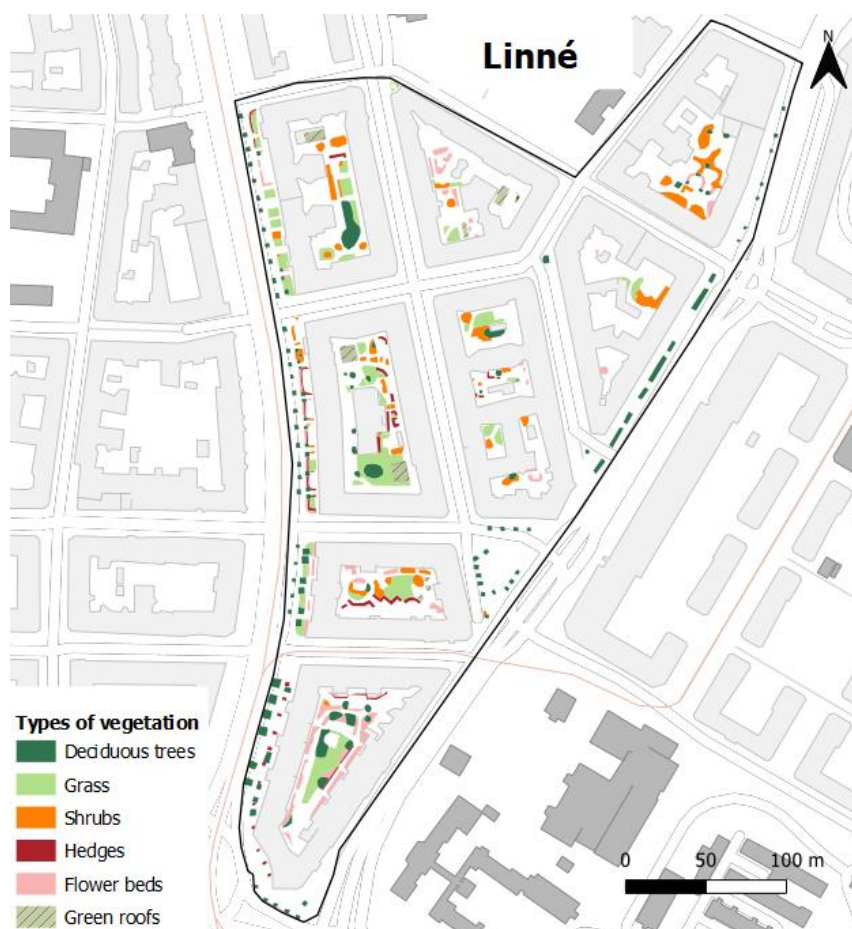 Linné
N
Types of vegetation
Deciduous trees
Grass
Shrubs
Hedges
Flower beds
Green roofs
0 50 100 m